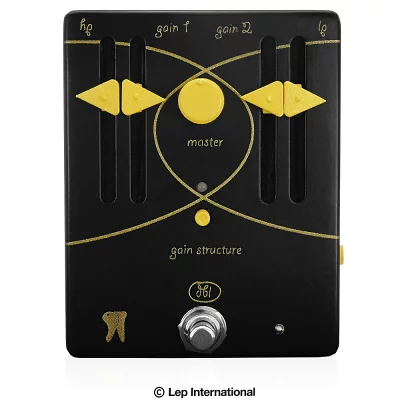 hp gain 1 gain 2 lp
master
gain structure
© Lep International